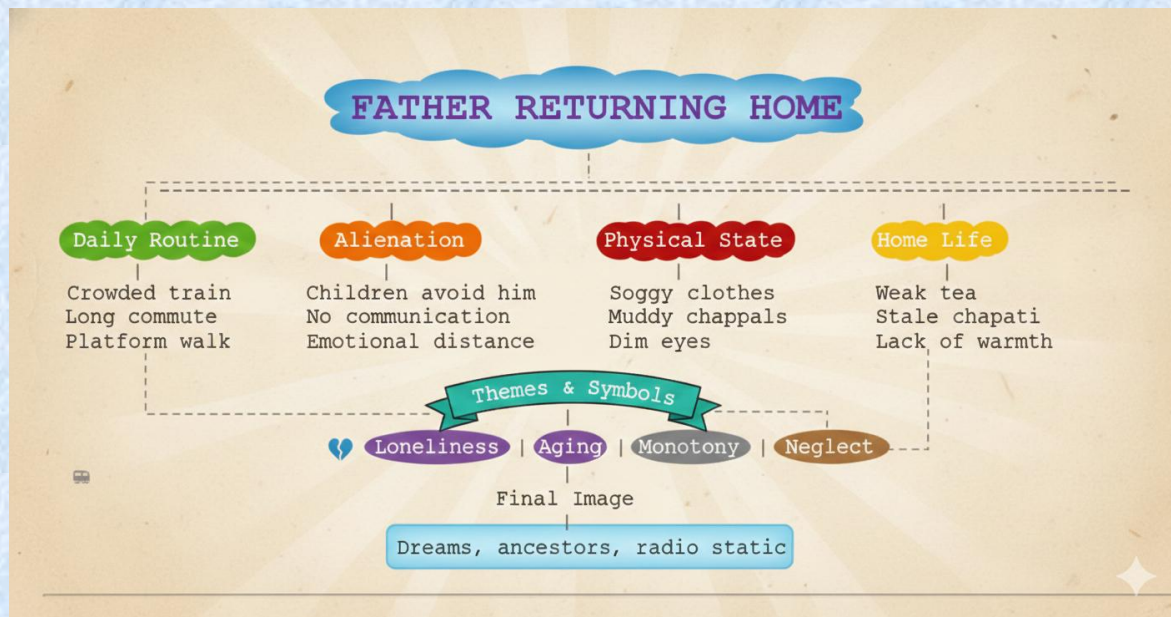 FATHER RETURNING HOME
Daily Routine
Crowded train
Long commute
Platform walk
Alienation
Children avoid him
No communication
Emotional distance
Physical State
Soggy clothes
Muddy chappals
Dim eyes
Home Life
Weak tea
Stale chapati
Lack of warmth
Themes & Symbols
Loneliness | Aging | Monotony | Neglect
Final Image
Dreams, ancestors, radio static